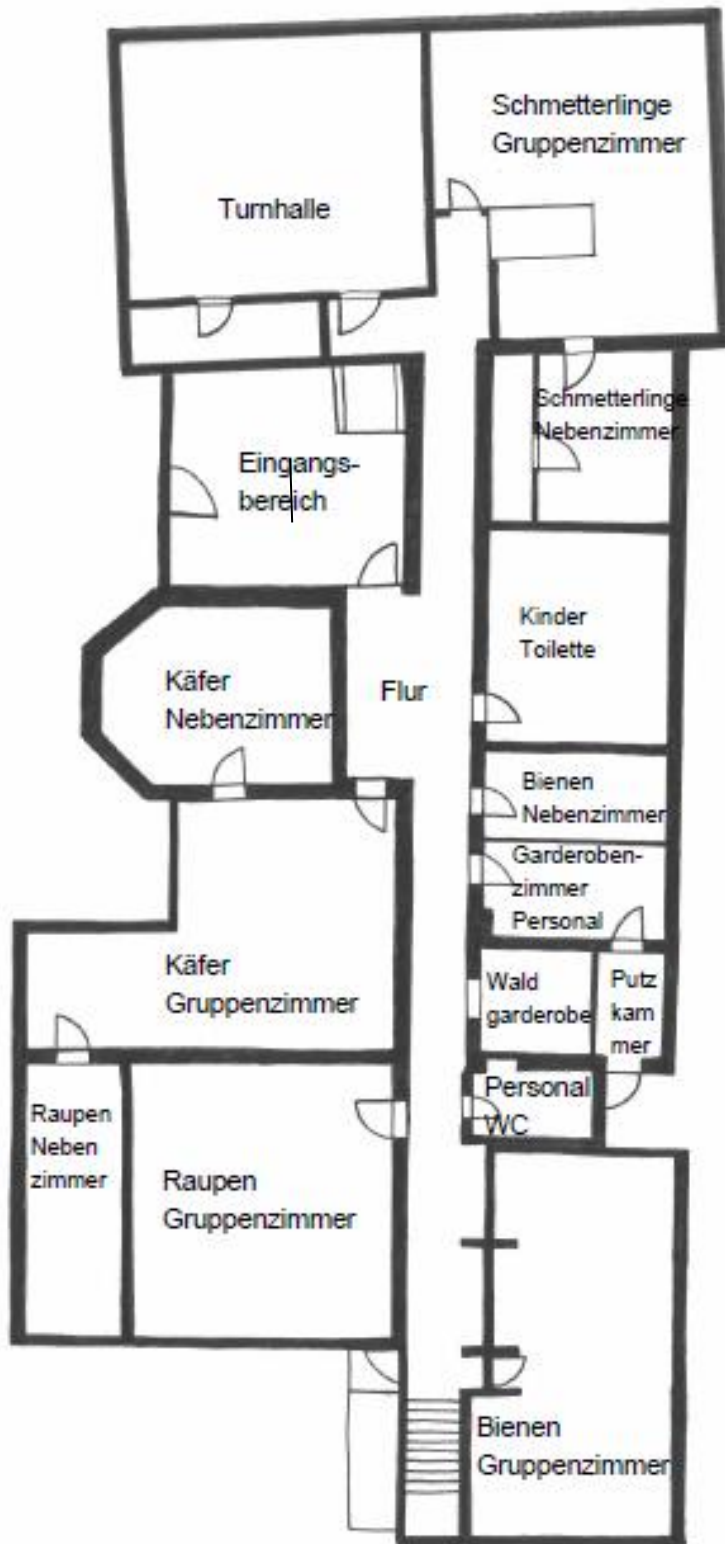 Schmetterlinge
Gruppenzimmer
Turnhalle
Schmetterlinge
Nebenzimmer
Eingangs-
bereich
Kinder
Toilette
Käfer
Nebenzimmer
Flur
Bienen
Nebenzimmer
Garderoben-
zimmer
Personal
Käfer
Gruppenzimmer
Wald
garderobe
Putz
kam
mer
Personal
WC
Raupen
Neben
zimmer
Raupen
Gruppenzimmer
Bienen
Gruppenzimmer